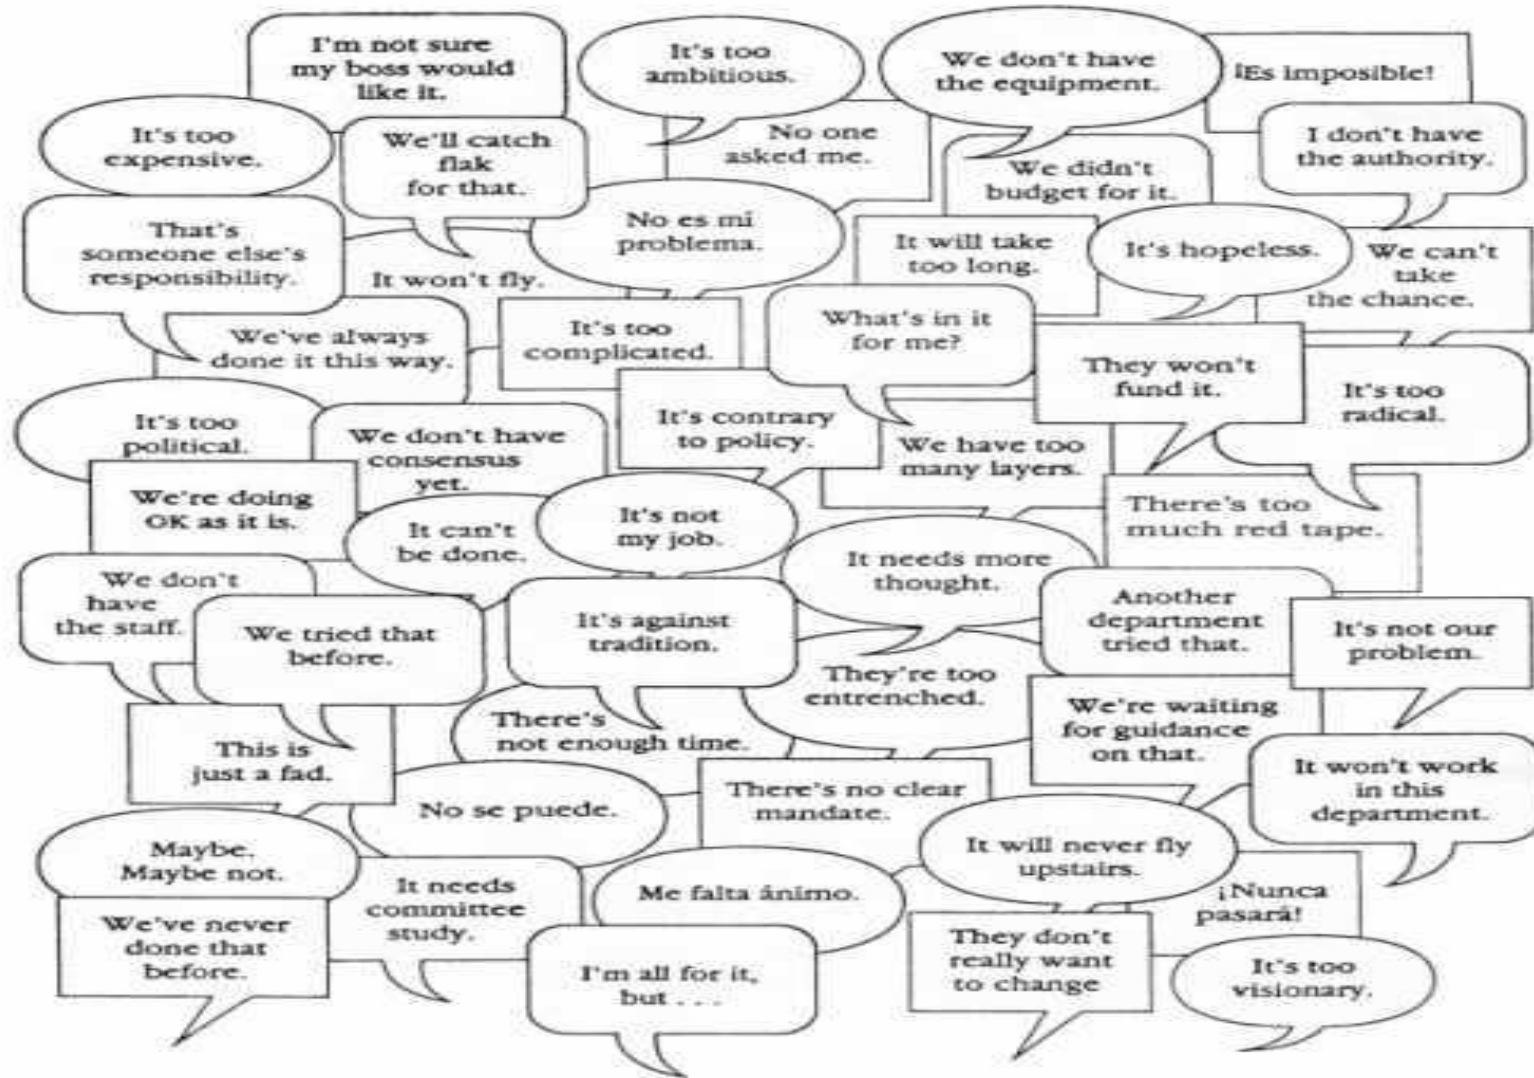 I'm not sure
my boss would
like it.
It's too
ambitious.
We don't have
the equipment.
¡Es imposible!
It's too
expensive.
We'll catch
flak
for that.
No one
asked me.
We didn't
budget for it.
I don't have
the authority.
That's
someone else's
responsibility.
It won't fly.
No es mi
problema.
It will take
too long.
It's hopeless.
We can't
take
the chance.
We've always
done it this way.
It's too
complicated.
What's in it
for me?
They won't
fund it.
It's too
radical.
It's too
political.
We don't have
consensus
yet.
It's contrary
to policy.
We have too
many layers.
We're doing
OK as it is.
It can't
be done.
It's not
my job.
It needs more
thought.
There's too
much red tape.
We don't
have
the staff.
We tried that
before.
It's against
tradition.
They're too
entrenched.
Another
department
tried that.
It's not our
problem.
This is
just a fad.
There's
not enough time.
We're waiting
for guidance
on that.
It won't work
in this
department.
No se puede.
There's no clear
mandate.
Maybe.
Maybe not.
It needs
committee
study.
Me falta ánimo.
It will never fly
upstairs.
¡Nunca
pasará!
We've never
done that
before.
I'm all for it,
but . . .
They don't
really want
to change
It's too
visionary.